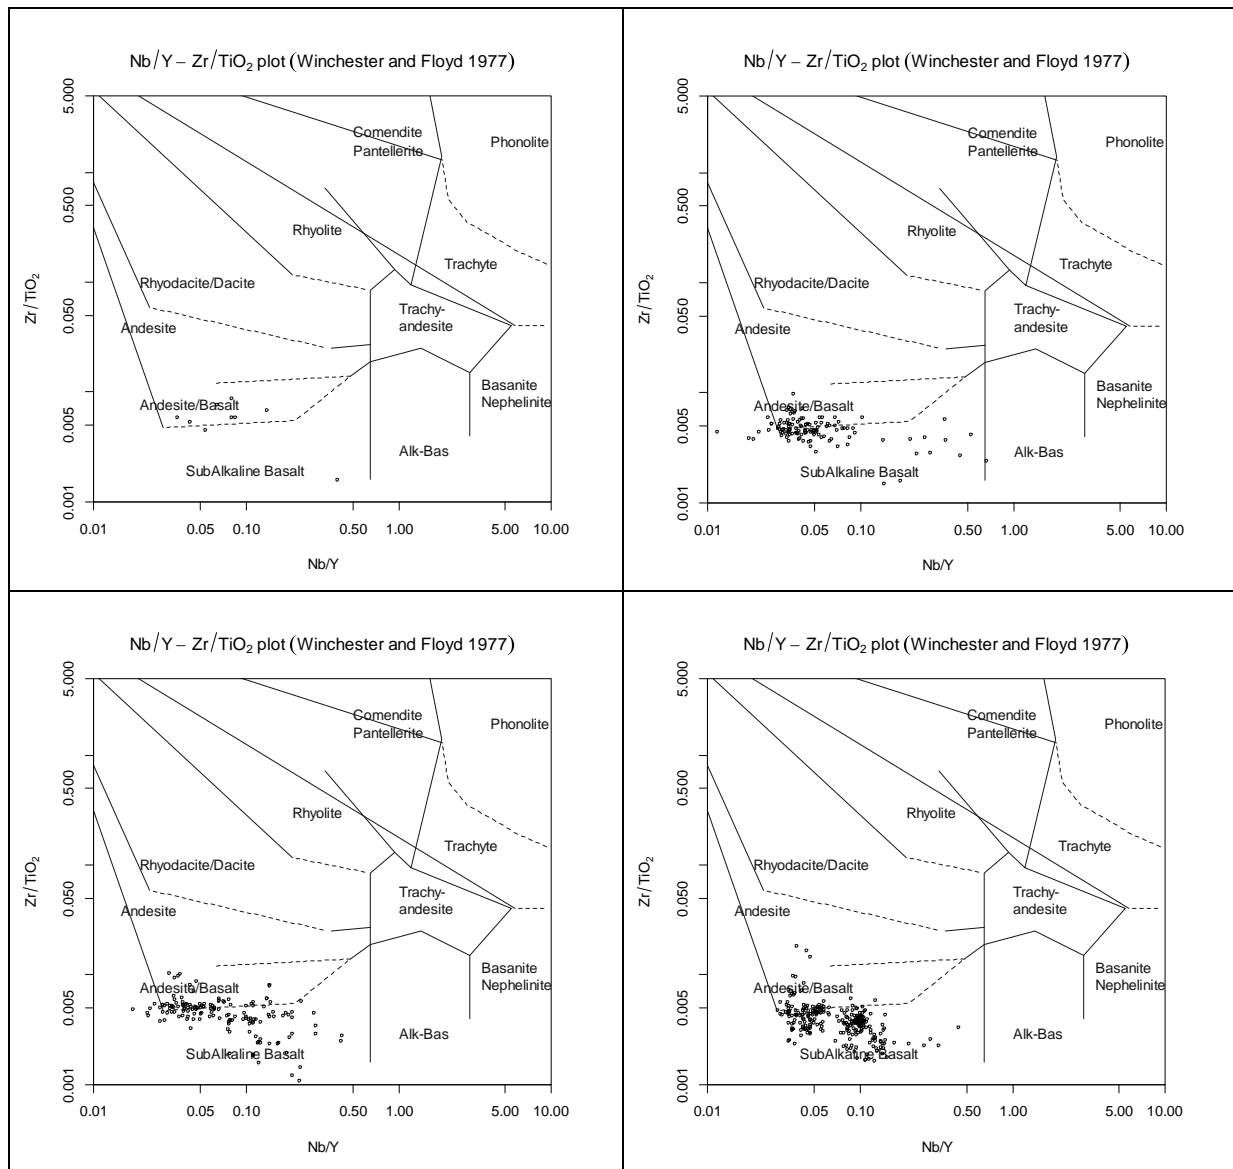 Nb/Y – Zr/TiO₂ plot (Winchester and Floyd 1977)
5.000
0.500
0.050
0.005
0.001
Zr/TiO₂
Comendite
Pantellerite
Phonolite
Rhyolite
Trachyte
Rhyodacite/Dacite
Trachy-
andesite
Andesite
Basanite
Nephelinite
Andesite/Basalt
Alk-Bas
SubAlkaline Basalt
0.01 0.05 0.10 0.50 1.00 5.00 10.00
Nb/Y
Nb/Y – Zr/TiO₂ plot (Winchester and Floyd 1977)
5.000
0.500
0.050
0.005
0.001
Zr/TiO₂
Comendite
Pantellerite
Phonolite
Rhyolite
Trachyte
Rhyodacite/Dacite
Trachy-
andesite
Andesite
Basanite
Nephelinite
Andesite/Basalt
Alk-Bas
SubAlkaline Basalt
0.01 0.05 0.10 0.50 1.00 5.00 10.00
Nb/Y
Nb/Y – Zr/TiO₂ plot (Winchester and Floyd 1977)
5.000
0.500
0.050
0.005
0.001
Zr/TiO₂
Comendite
Pantellerite
Phonolite
Rhyolite
Trachyte
Rhyodacite/Dacite
Trachy-
andesite
Andesite
Basanite
Nephelinite
Andesite/Basalt
Alk-Bas
SubAlkaline Basalt
0.01 0.05 0.10 0.50 1.00 5.00 10.00
Nb/Y
Nb/Y – Zr/TiO₂ plot (Winchester and Floyd 1977)
5.000
0.500
0.050
0.005
0.001
Zr/TiO₂
Comendite
Pantellerite
Phonolite
Rhyolite
Trachyte
Rhyodacite/Dacite
Trachy-
andesite
Andesite
Basanite
Nephelinite
Andesite/Basalt
Alk-Bas
SubAlkaline Basalt
0.01 0.05 0.10 0.50 1.00 5.00 10.00
Nb/Y